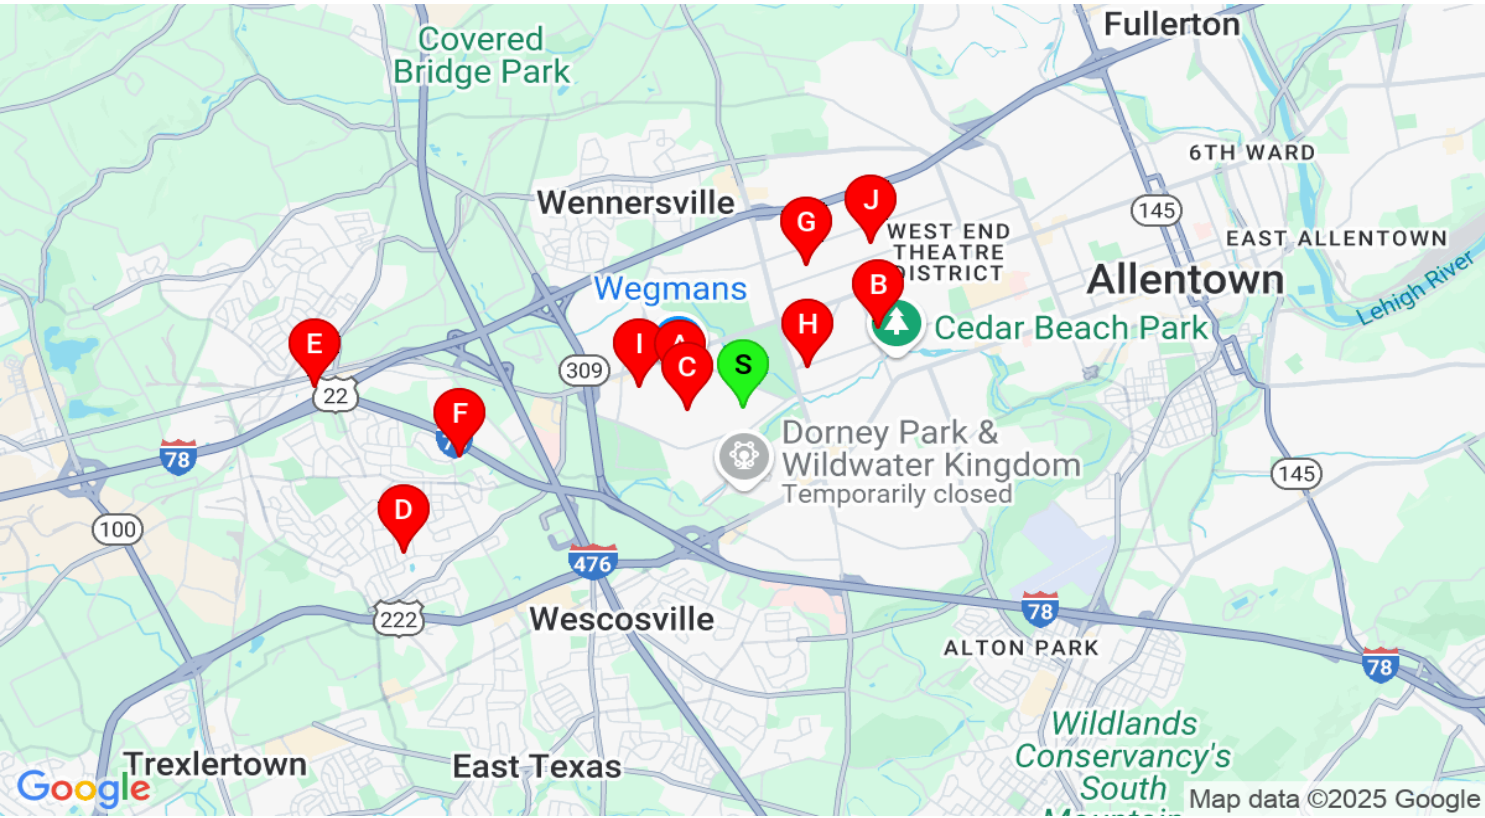 Fullerton
Covered
Bridge Park
6TH WARD
Wennersville
J
G
145
WEST END
THEATRE
DISTRICT
EAST ALLENTOWN
Allentown
Lehigh River
Wegmans
B
Cedar Beach Park
H
E
I
A
C
S
309
22
F
78
Dorney Park &
Wildwater Kingdom
Temporarily closed
145
D
100
476
222
Wescosville
78
ALTON PARK
78
Wildlands
Conservancy's
South
Mountain
Trexlertown
East Texas
Google
Map data ©2025 Google